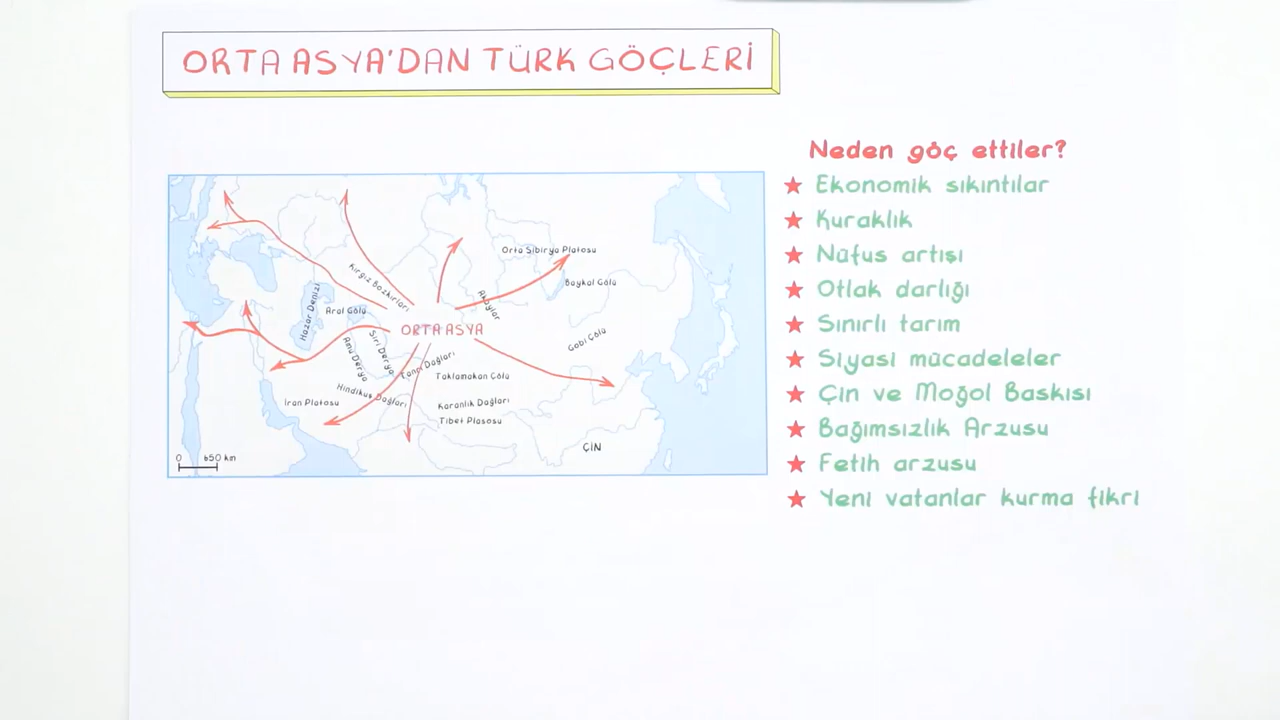 ORTA ASYA'DAN TÜRK GÖÇLERİ
Neden göç ettiler?
Ekonomik sıkıntılar
Kuraklık
Nüfus artışı
Otlak darlığı
Sınırlı tarım
Siyasi mücadeleler
Çin ve Moğol Baskısı
Bağımsızlık Arzusu
Fetih arzusu
Yeni vatanlar kurma fikri
Orta Sibirya Platosu
Kırgız Bozkırları
Baykal Gölü
Hazar Denizi
Aral Gölü
Altaylar
ORTA ASYA
Gobi Çölü
Siri Derya
Amu Derya
Tanrı Dağları
Taklamakan Çölü
Hindikuş Dağları
İran Platosu
Karanlık Dağları
Tibet Plasosu
ÇİN
0 650 km